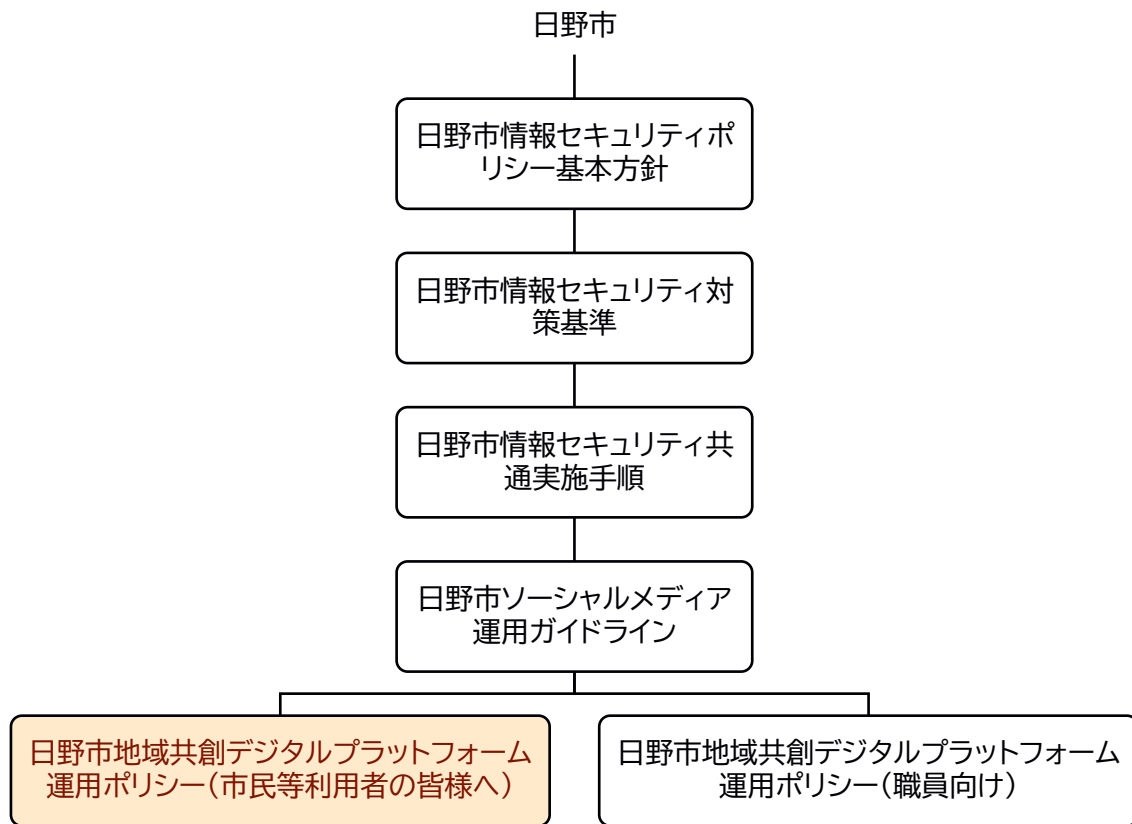 日野市
日野市情報セキュリティポ
リシー基本方針
日野市情報セキュリティ対
策基準
日野市情報セキュリティ共
通実施手順
日野市ソーシャルメディア
運用ガイドライン
日野市地域共創デジタルプラットフォーム
運用ポリシー(市民等利用者の皆様へ)
日野市地域共創デジタルプラットフォーム
運用ポリシー(職員向け)